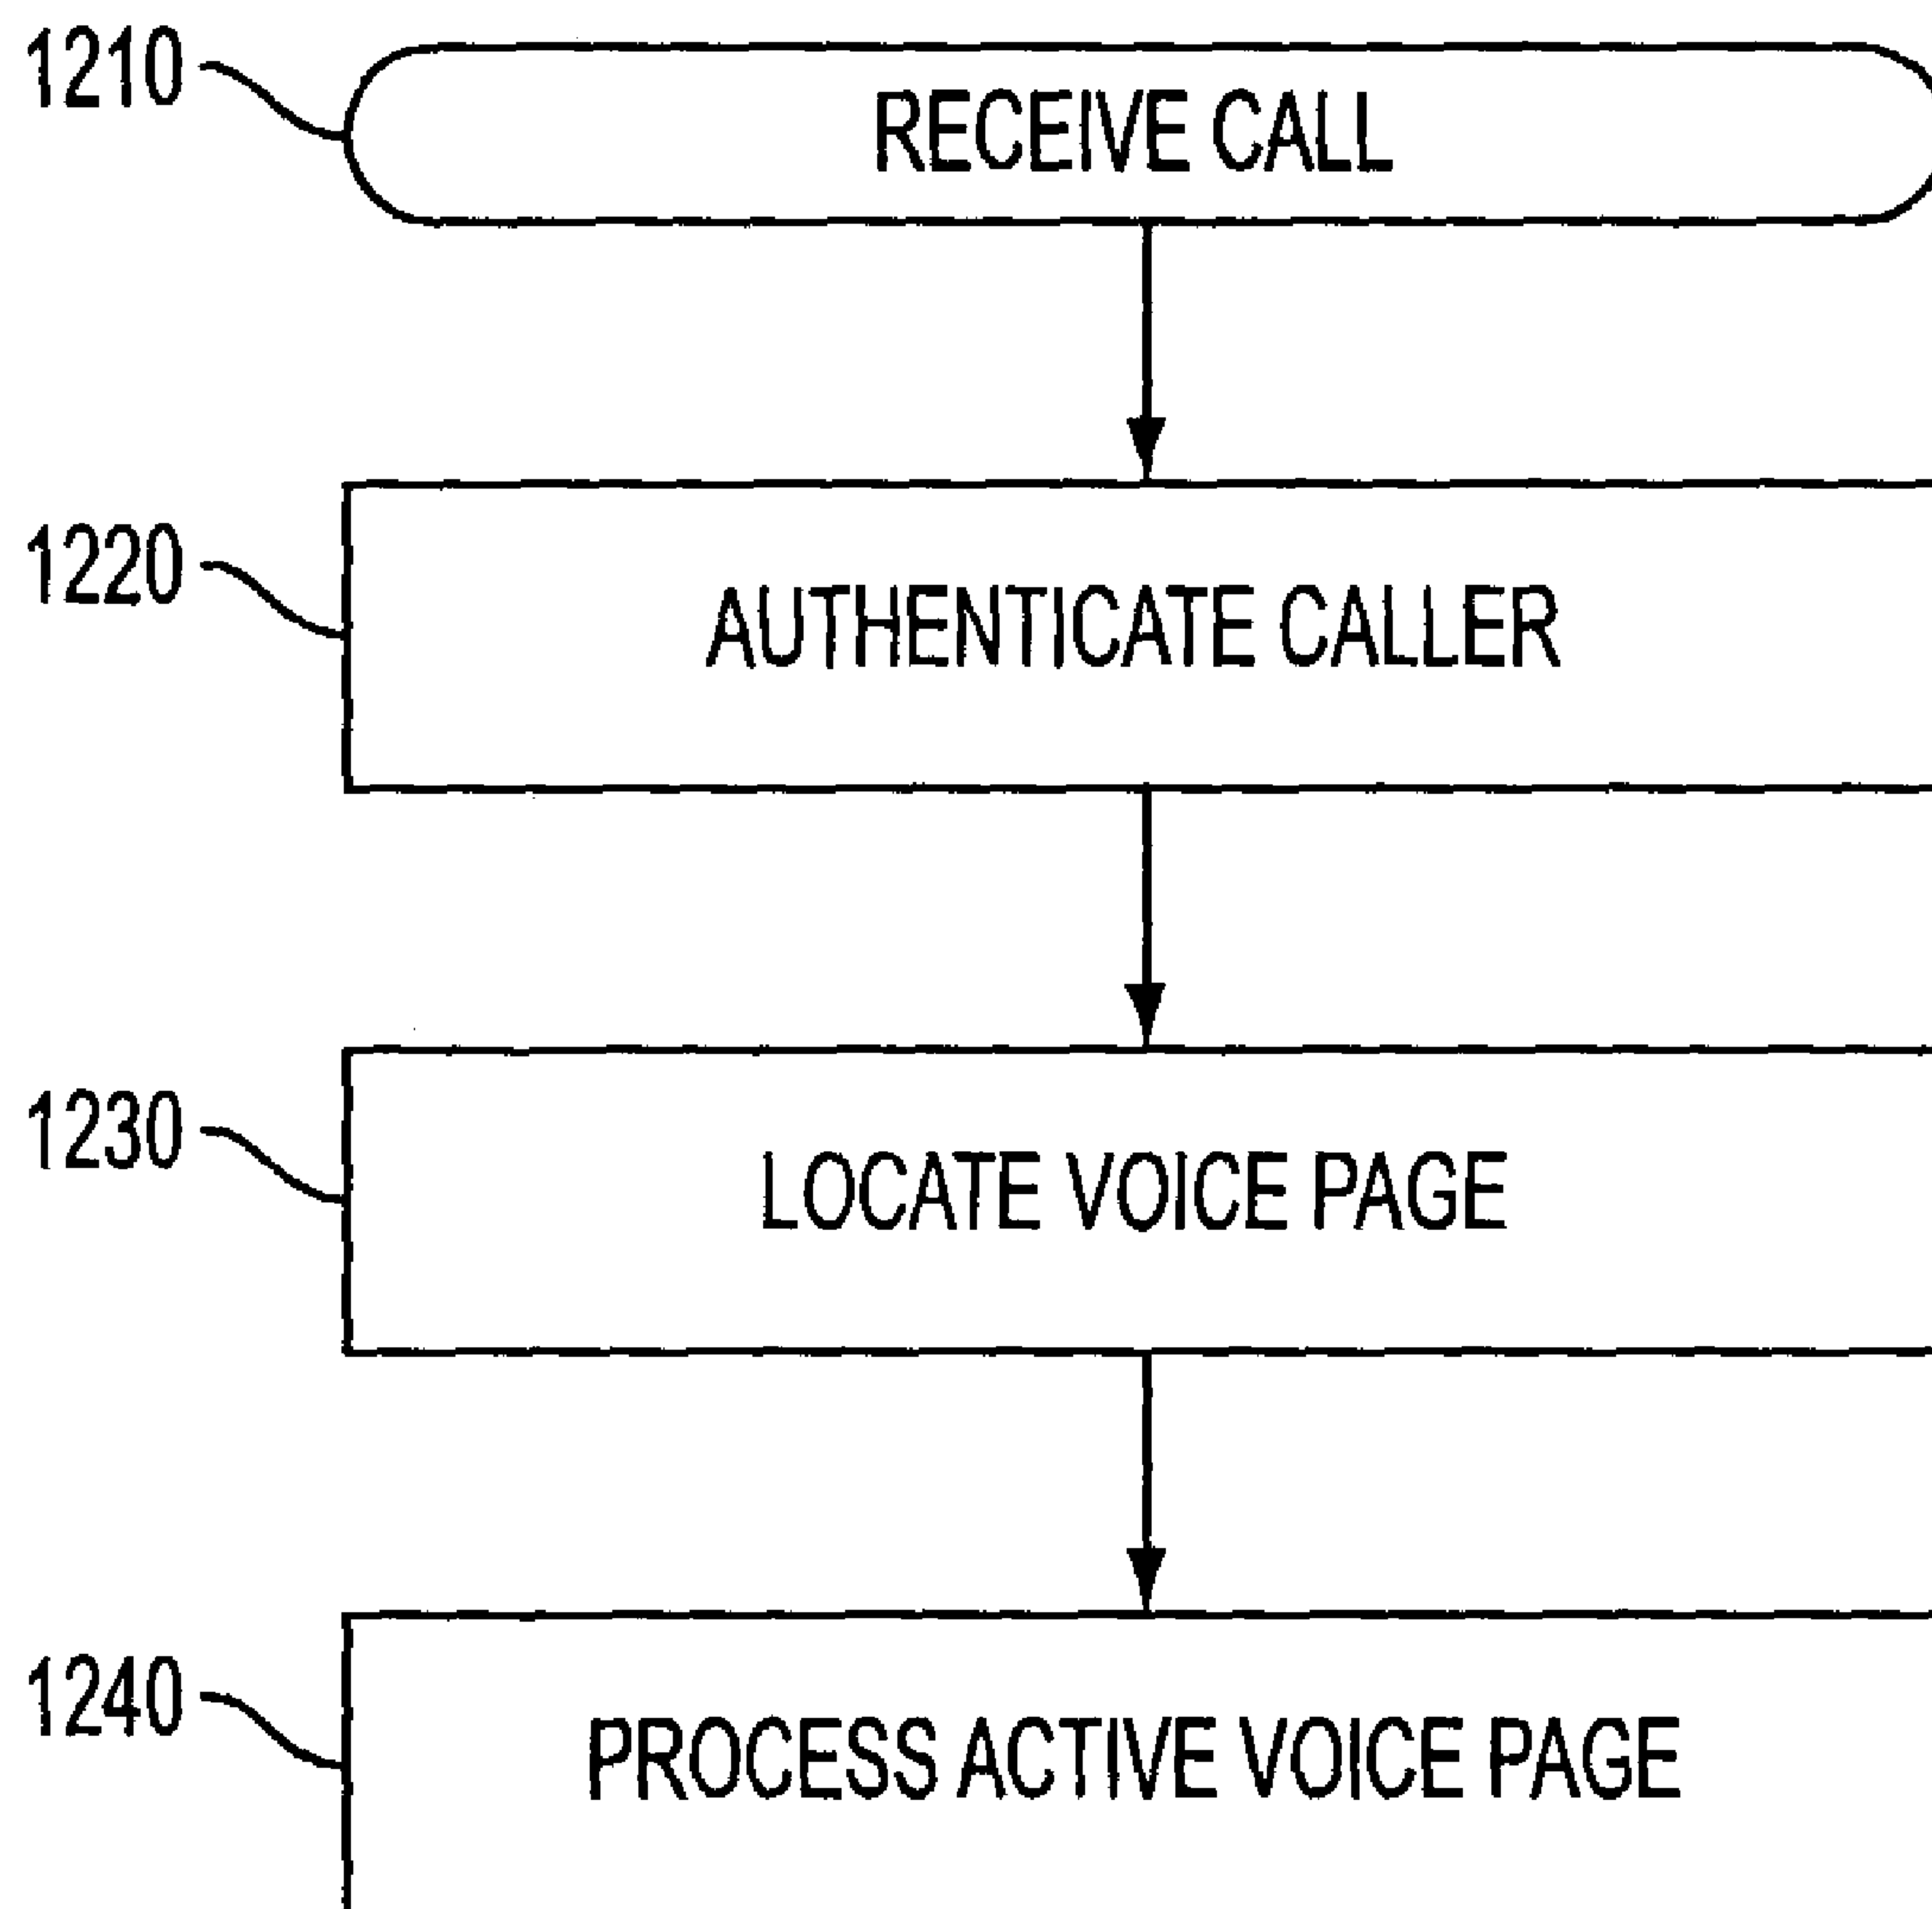 1210
RECEIVE CALL
1220
AUTHENTICATE CALLER
1230
LOCATE VOICE PAGE
1240
PROCESS ACTIVE VOICE PAGE